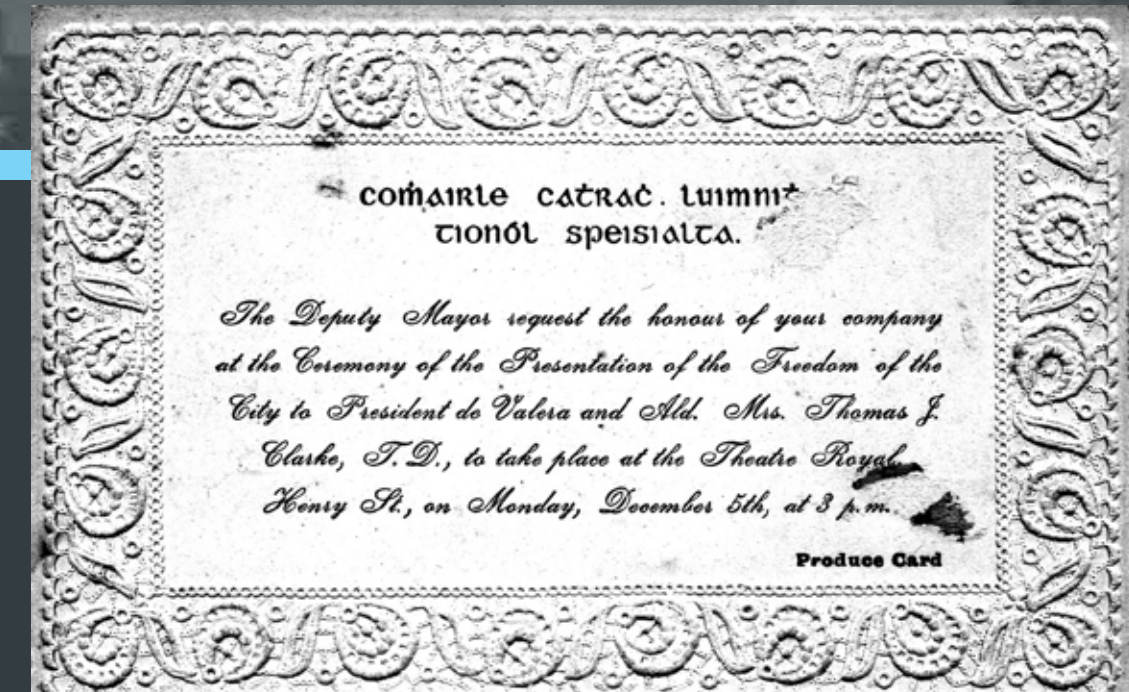 Coṁairle Caṫraċ. Luimniġ
Tionól Speisialta.
The Deputy Mayor request the honour of your company
at the Ceremony of the Presentation of the Freedom of the
City to President de Valera and Ald. Mrs. Thomas J.
Clarke, T.D., to take place at the Theatre Royal,
Henry St., on Monday, December 5th, at 3 p.m.
Produce Card